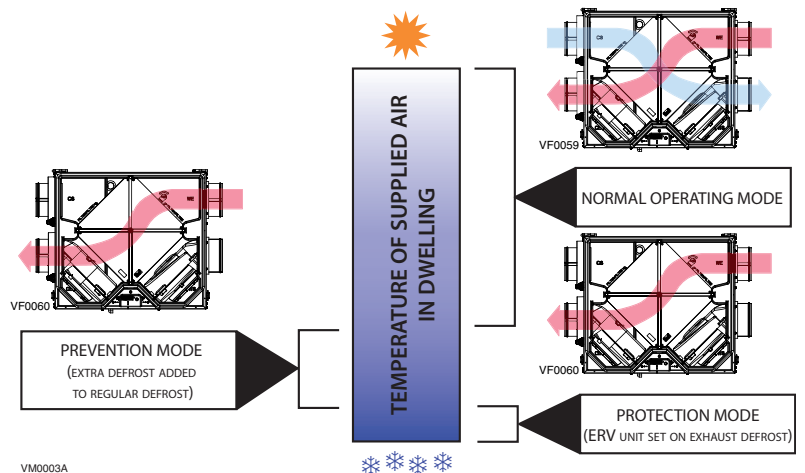 VF0059
NORMAL OPERATING MODE
TEMPERATURE OF SUPPLIED AIR
IN DWELLING
VF0060
PREVENTION MODE
(EXTRA DEFROST ADDED
TO REGULAR DEFROST)
VF0060
PROTECTION MODE
(ERV UNIT SET ON EXHAUST DEFROST)
VM0003A